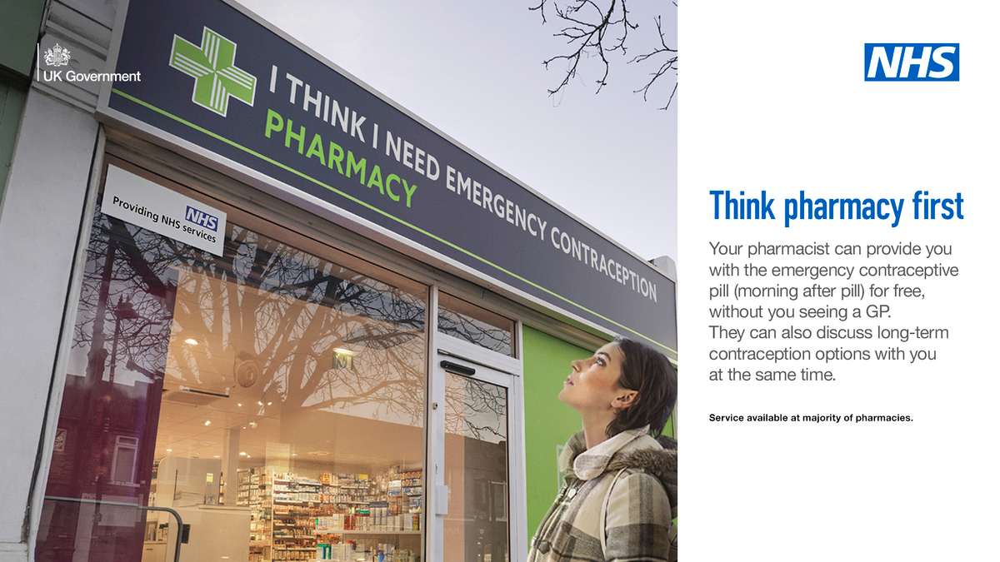 UK Government
I THINK I NEED EMERGENCY CONTRACEPTION
PHARMACY
Providing NHS services
NHS
NHS
Think pharmacy first
Your pharmacist can provide you
with the emergency contraceptive
pill (morning after pill) for free,
without you seeing a GP.
They can also discuss long-term
contraception options with you
at the same time.
Service available at majority of pharmacies.